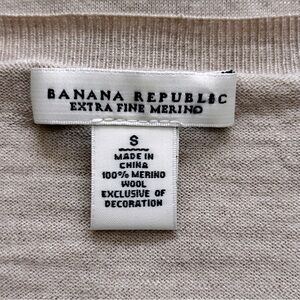 BANANA REPUBLIC
EXTRA FINE MERINO
S
MADE IN
CHINA
100% MERINO
WOOL
EXCLUSIVE OF
DECORATION